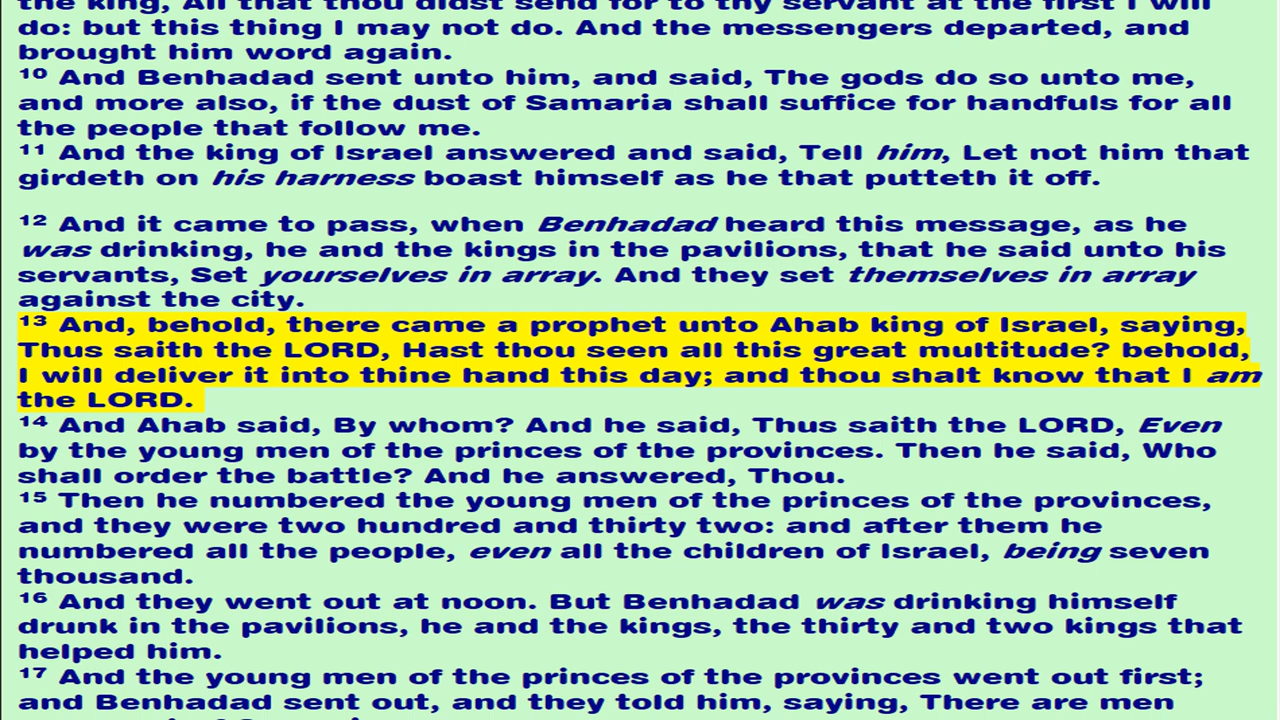 the king, All that thou didst send for to thy servant at the first I will
do: but this thing I may not do. And the messengers departed, and
brought him word again.
10 And Benhadad sent unto him, and said, The gods do so unto me,
and more also, if the dust of Samaria shall suffice for handfuls for all
the people that follow me.
11 And the king of Israel answered and said, Tell him, Let not him that
girdeth on his harness boast himself as he that putteth it off.
12 And it came to pass, when Benhadad heard this message, as he
was drinking, he and the kings in the pavilions, that he said unto his
servants, Set yourselves in array. And they set themselves in array
against the city.
13 And, behold, there came a prophet unto Ahab king of Israel, saying,
Thus saith the LORD, Hast thou seen all this great multitude? behold,
I will deliver it into thine hand this day; and thou shalt know that I am
the LORD.
14 And Ahab said, By whom? And he said, Thus saith the LORD, Even
by the young men of the princes of the provinces. Then he said, Who
shall order the battle? And he answered, Thou.
15 Then he numbered the young men of the princes of the provinces,
and they were two hundred and thirty two: and after them he
numbered all the people, even all the children of Israel, being seven
thousand.
16 And they went out at noon. But Benhadad was drinking himself
drunk in the pavilions, he and the kings, the thirty and two kings that
helped him.
17 And the young men of the princes of the provinces went out first;
and Benhadad sent out, and they told him, saying, There are men